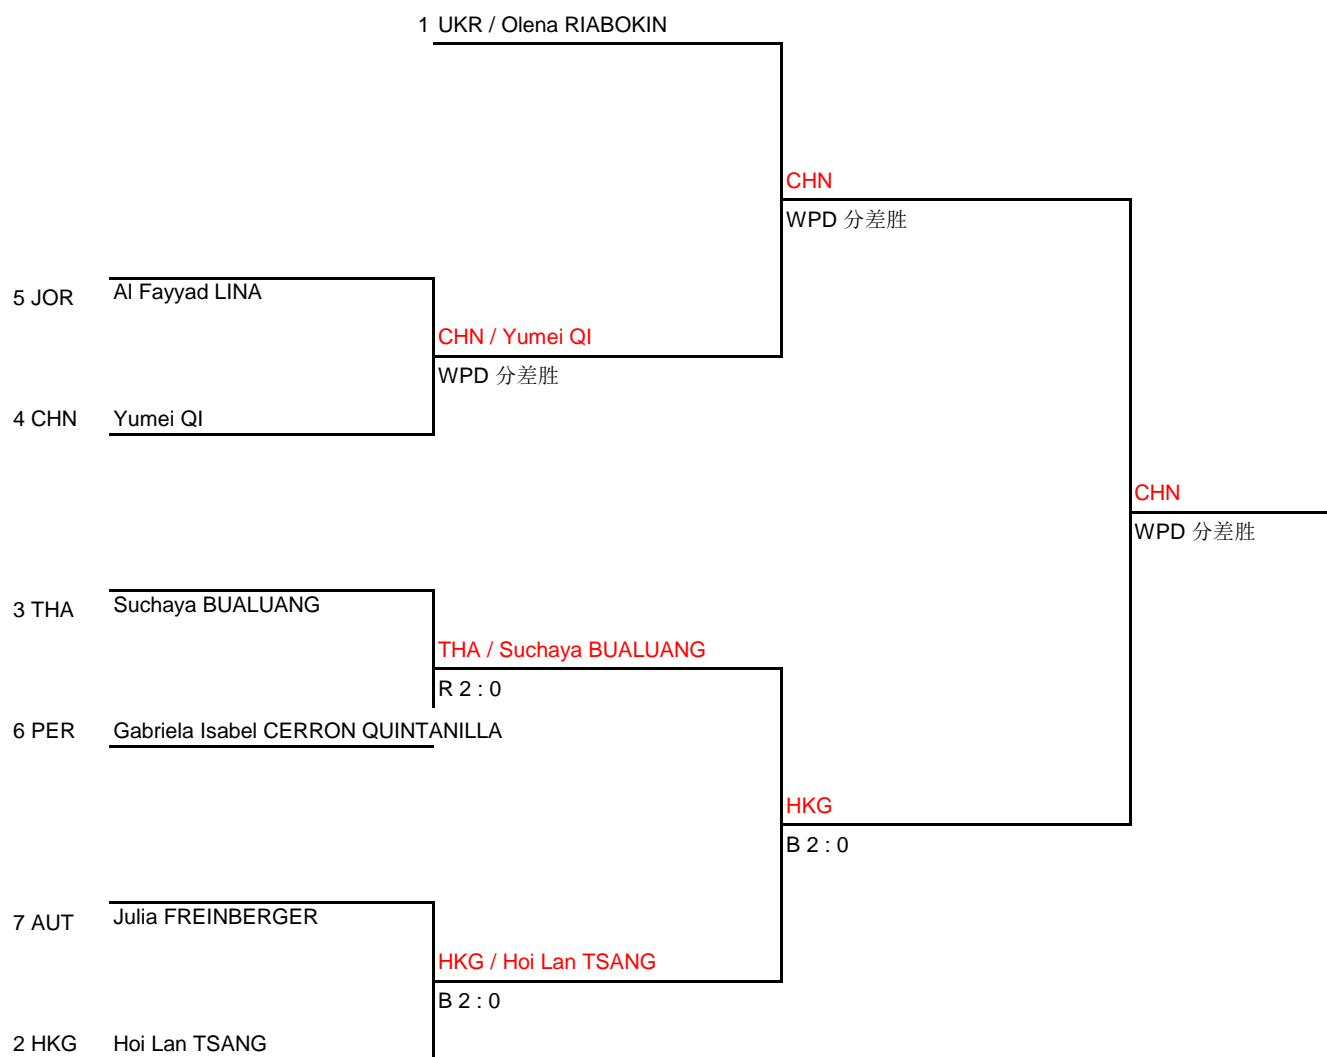 1 UKR / Olena RIABOKIN
CHN
WPD 分差胜
5 JOR Al Fayyad LINA
CHN / Yumei QI
WPD 分差胜
4 CHN Yumei QI
CHN
WPD 分差胜
3 THA Suchaya BUALUANG
THA / Suchaya BUALUANG
R 2 : 0
6 PER Gabriela Isabel CERRON QUINTANILLA
HKG
B 2 : 0
7 AUT Julia FREINBERGER
HKG / Hoi Lan TSANG
B 2 : 0
2 HKG Hoi Lan TSANG